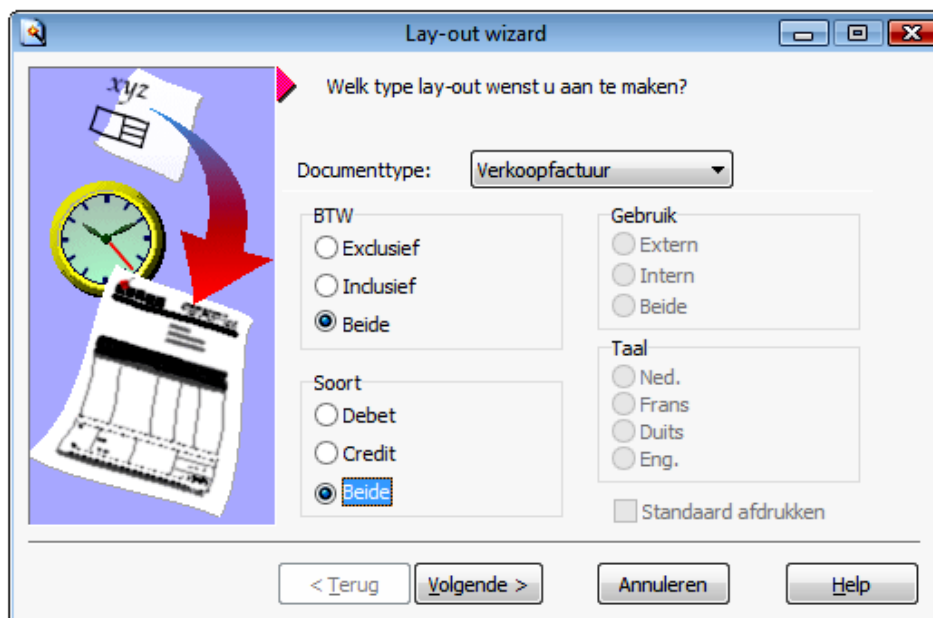 Lay-out wizard
xyz
Welk type lay-out wenst u aan te maken?
Documenttype: Verkoopfactuur
BTW
Exclusief
Inclusief
Beide
Soort
Debet
Credit
Beide
Gebruik
Extern
Intern
Beide
Taal
Ned.
Frans
Duits
Eng.
Standaard afdrukken
< Terug Volgende > Annuleren Help